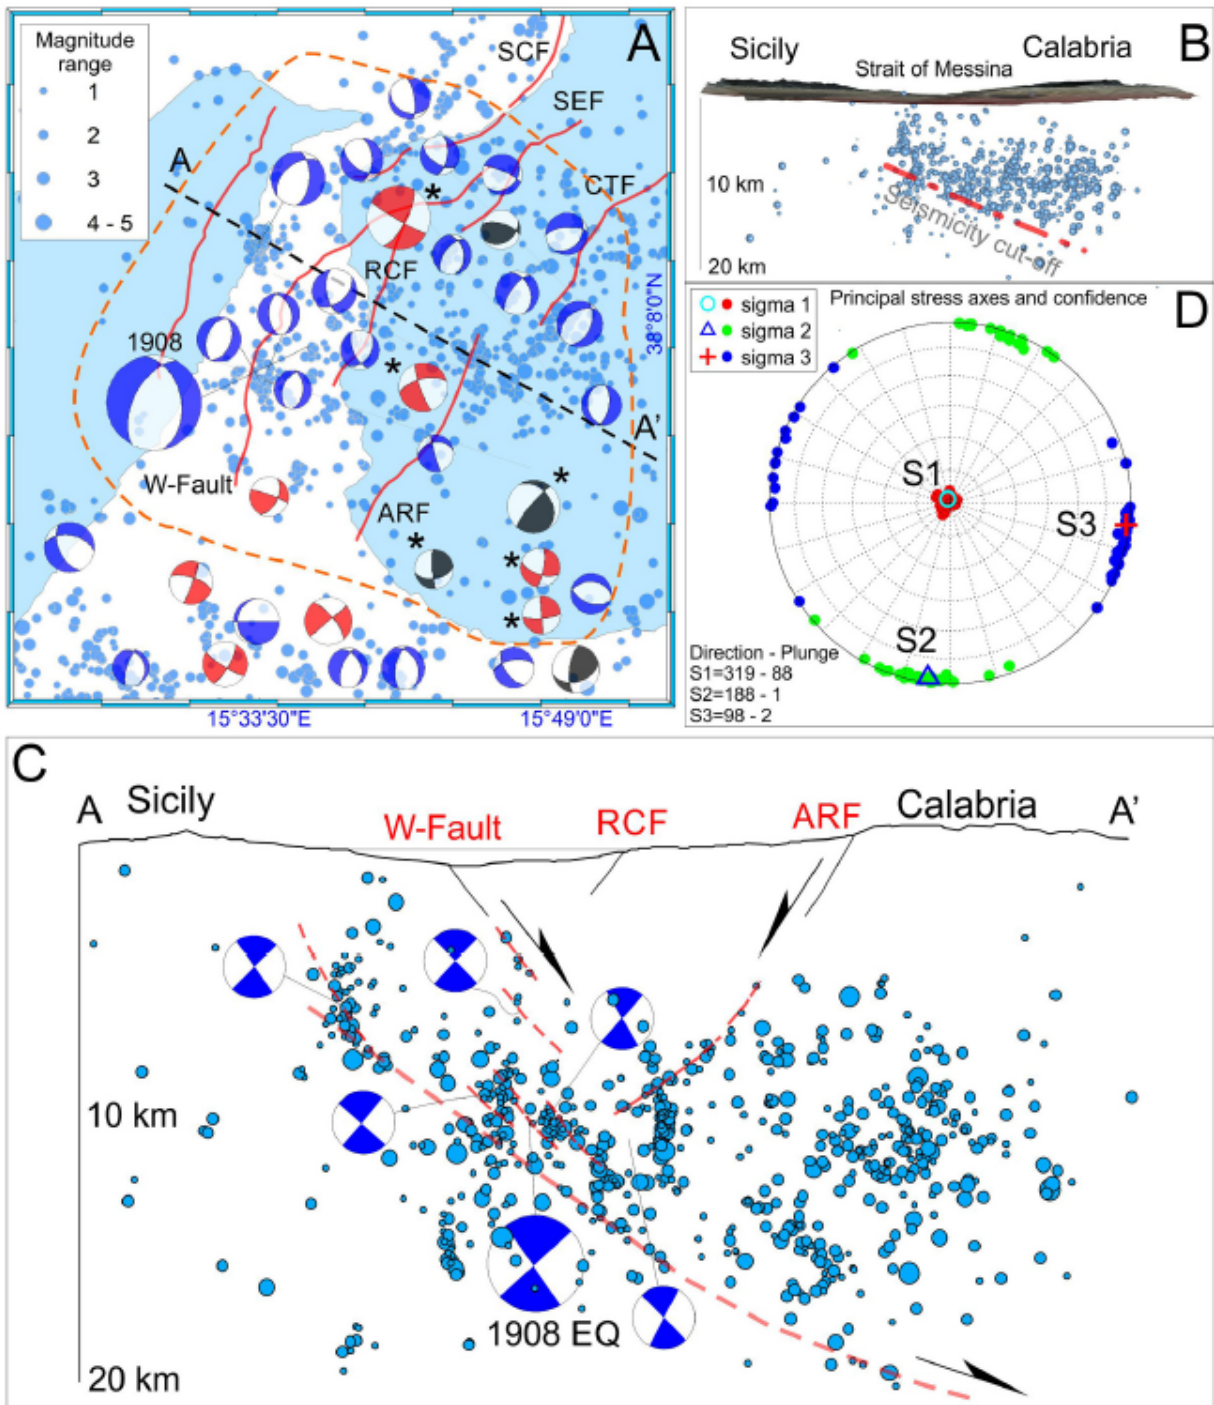 A
Magnitude
range
1
2
3
4 - 5
SCF
SEF
CTF
A
*
RCF
1908
*
38°8'0"N
A'
W-Fault
ARF
*
*
*
*
15°33'30"E
15°49'0"E
B
Sicily
Calabria
Strait of Messina
10 km
Seismicity cut-off
20 km
D
sigma 1
sigma 2
sigma 3
Principal stress axes and confidence
S1
S3
S2
Direction - Plunge
S1=319 - 88
S2=188 - 1
S3=98 - 2
C
A
Sicily
W-Fault
RCF
ARF
Calabria
A'
10 km
1908 EQ
20 km